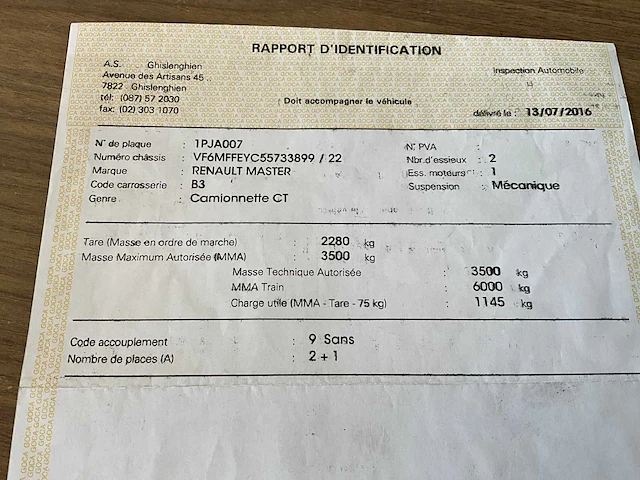 RAPPORT D'IDENTIFICATION
A.S. Ghislenghien
Avenue des Artisans 45
7822 Ghislenghien
tél: (087) 57 2030
fax: (02) 303 1070
Inspection Automobile
Doit accompagner le véhicule
délivré le : 13/07/2016
N° de plaque : 1PJA007
N° PVA :
Numéro châssis : VF6MFFEYC55733899 / 22
Nbr.d'essieux : 2
Marque : RENAULT MASTER
Ess. moteurs : 1
Code carrosserie : B3
Suspension : Mécanique
Genre : Camionnette CT
Tare (Masse en ordre de marche) : 2280 kg
Masse Maximum Autorisée (MMA) : 3500 kg
Masse Technique Autorisée : 3500 kg
MMA Train : 6000 kg
Charge utile (MMA - Tare - 75 kg) : 1145 kg
Code accouplement : 9 Sans
Nombre de places (A) : 2 + 1